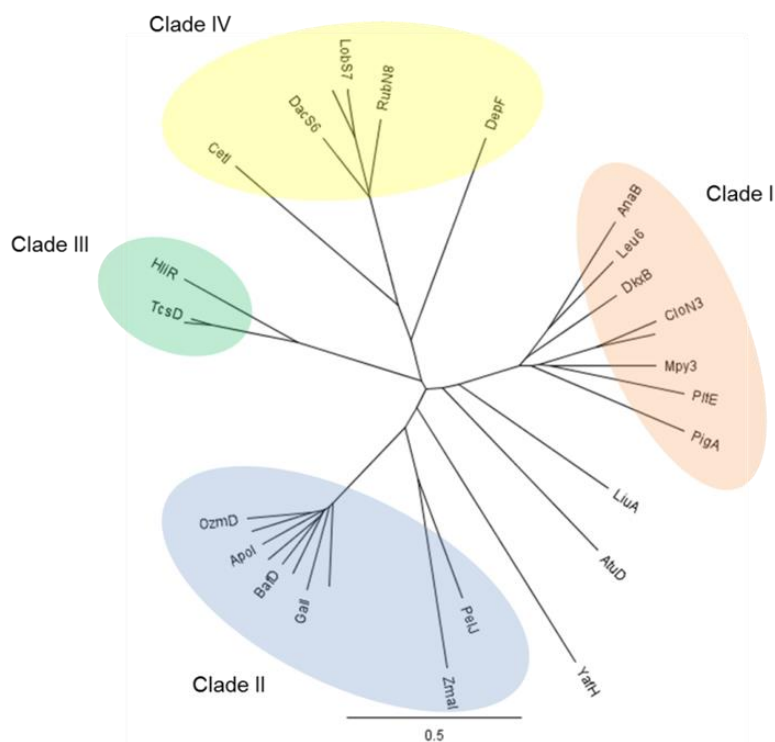 Clade IV
LobS7
RubN8
DacS6
DepF
CetI
Clade I
AnaB
Leu6
DkxB
CloN3
Mpy3
PltE
PigA
Clade III
HliR
TcsD
LiuA
AtuD
YafH
OzmD
ApoI
BafD
GalI
PelJ
ZmaI
Clade II
0.5